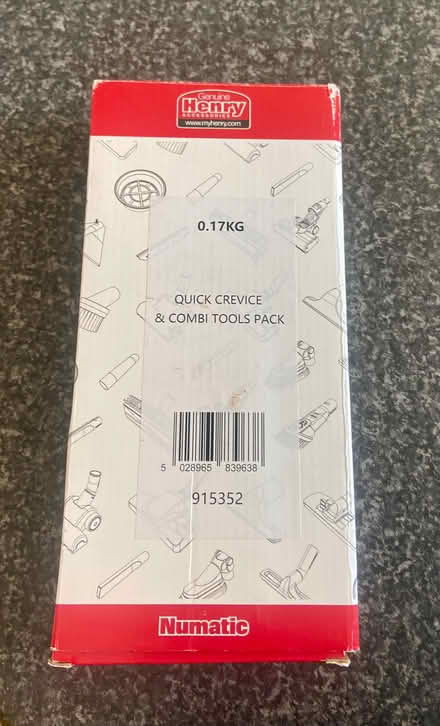 Genuine
Henry
ACCESSORIES
www.myhenry.com
0.17KG
QUICK CREVICE
& COMBI TOOLS PACK
5 028965 839638
915352
Numatic